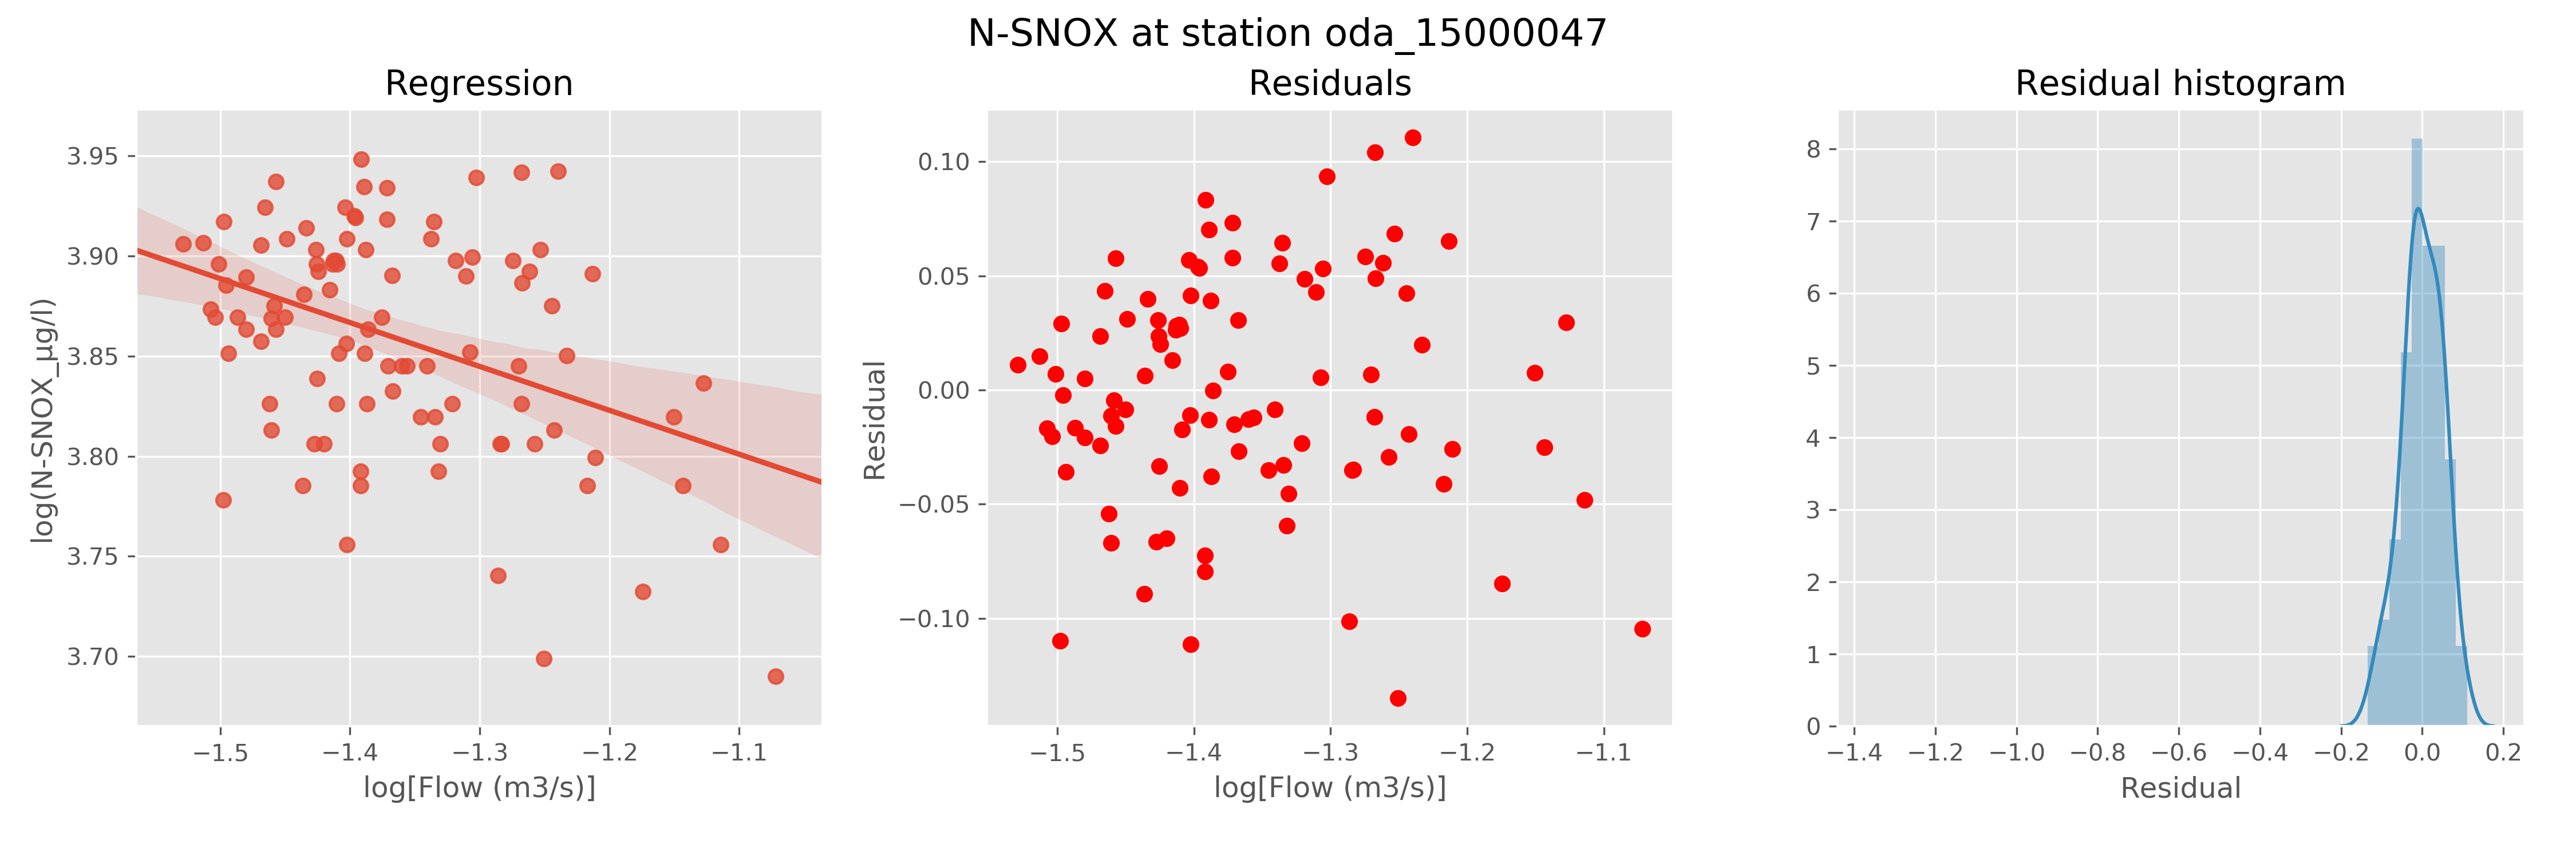 N-SNOX at station oda_15000047
Regression
log(N-SNOX_µg/l)
3.95
3.90
3.85
3.80
3.75
3.70
−1.5 −1.4 −1.3 −1.2 −1.1
log[Flow (m3/s)]
Residuals
Residual
0.10
0.05
0.00
−0.05
−0.10
−1.5 −1.4 −1.3 −1.2 −1.1
log[Flow (m3/s)]
Residual histogram
8
7
6
5
4
3
2
1
0
−1.4 −1.2 −1.0 −0.8 −0.6 −0.4 −0.2 0.0 0.2
Residual